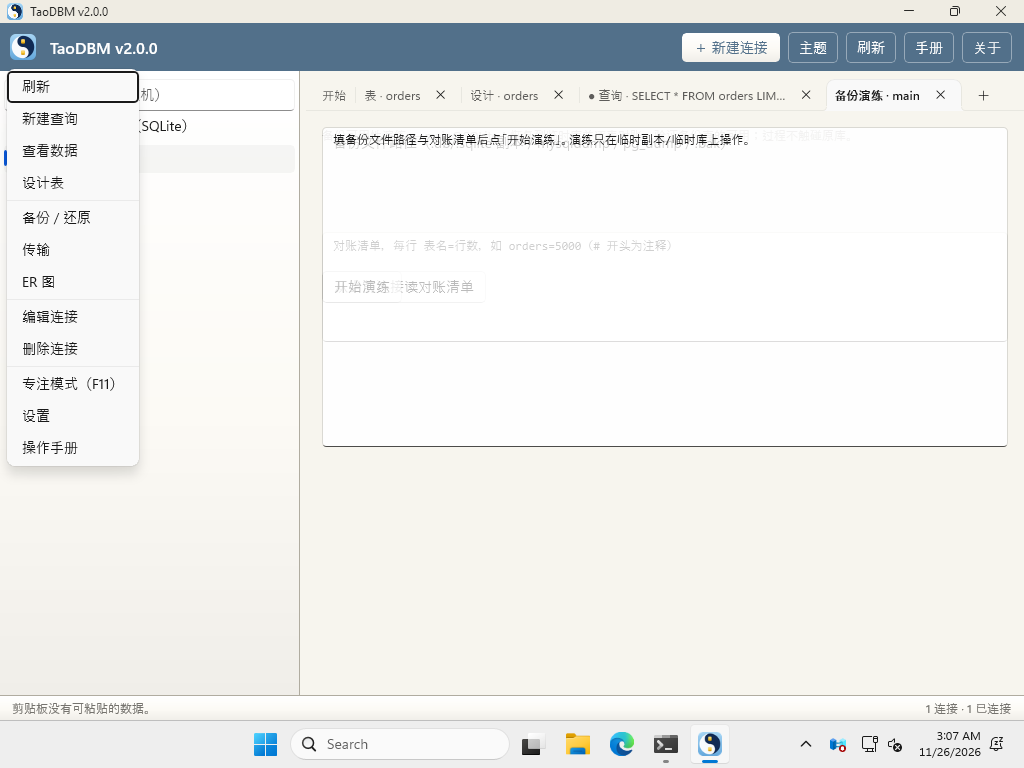 TaoDBM v2.0.0
TaoDBM v2.0.0
+ 新建连接
主题
刷新
手册
关于
机）
(SQLite)
刷新
新建查询
查看数据
设计表
备份 / 还原
传输
ER 图
编辑连接
删除连接
专注模式（F11）
设置
操作手册
开始
表 · orders
设计 · orders
● 查询 · SELECT * FROM orders LIM...
备份演练 · main
填备份文件路径与对账清单后点「开始演练」。演练只在临时副本/临时库上操作。
对账清单，每行 表名=行数，如 orders=5000（# 开头为注释）
开始演练
读对账清单
剪贴板没有可粘贴的数据。
1 连接 · 1 已连接
Search
3:07 AM
11/26/2026